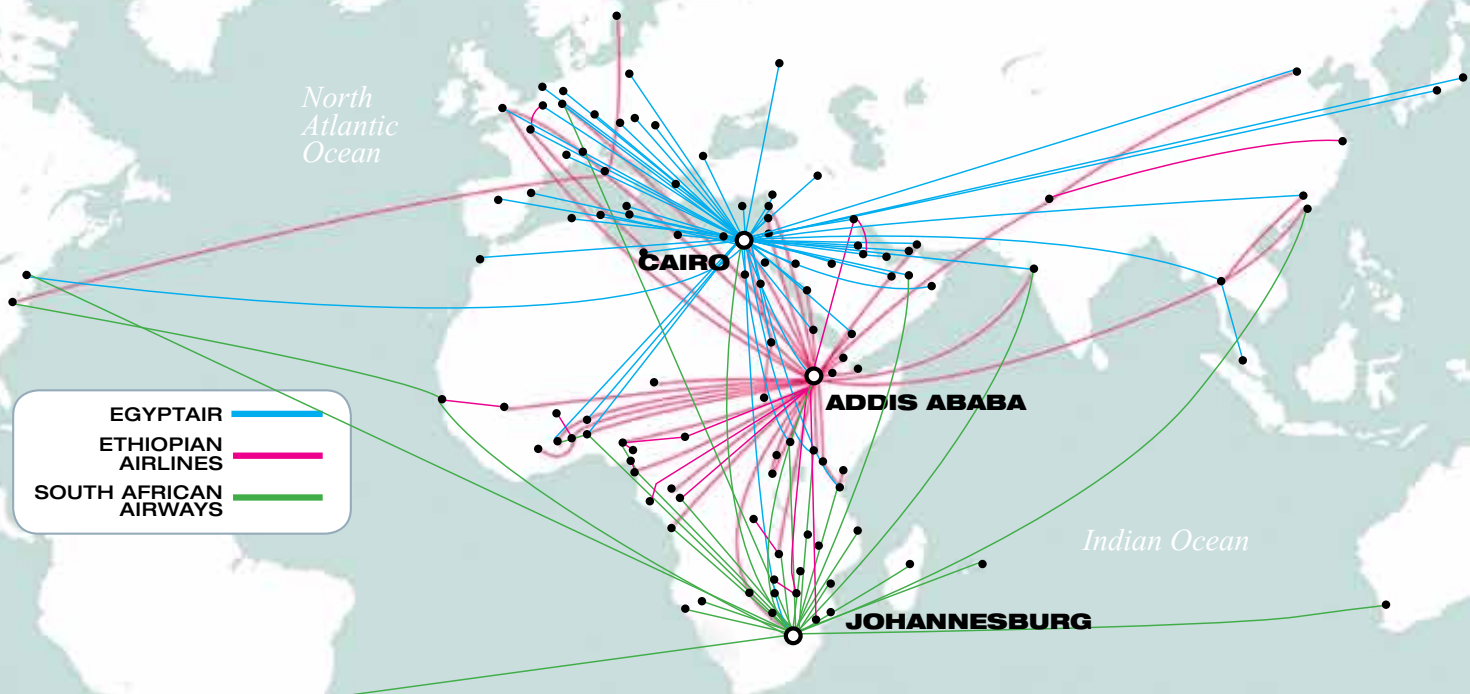 North
Atlantic
Ocean
CAIRO
ADDIS ABABA
EGYPTAIR
ETHIOPIAN
AIRLINES
SOUTH AFRICAN
AIRWAYS
Indian Ocean
JOHANNESBURG